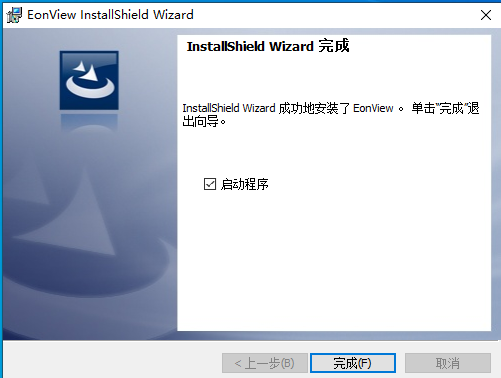 EonView InstallShield Wizard
InstallShield Wizard 完成
InstallShield Wizard 成功地安装了 EonView 。 单击"完成"退
出向导。
启动程序
< 上一步(B)
完成(F)
取消